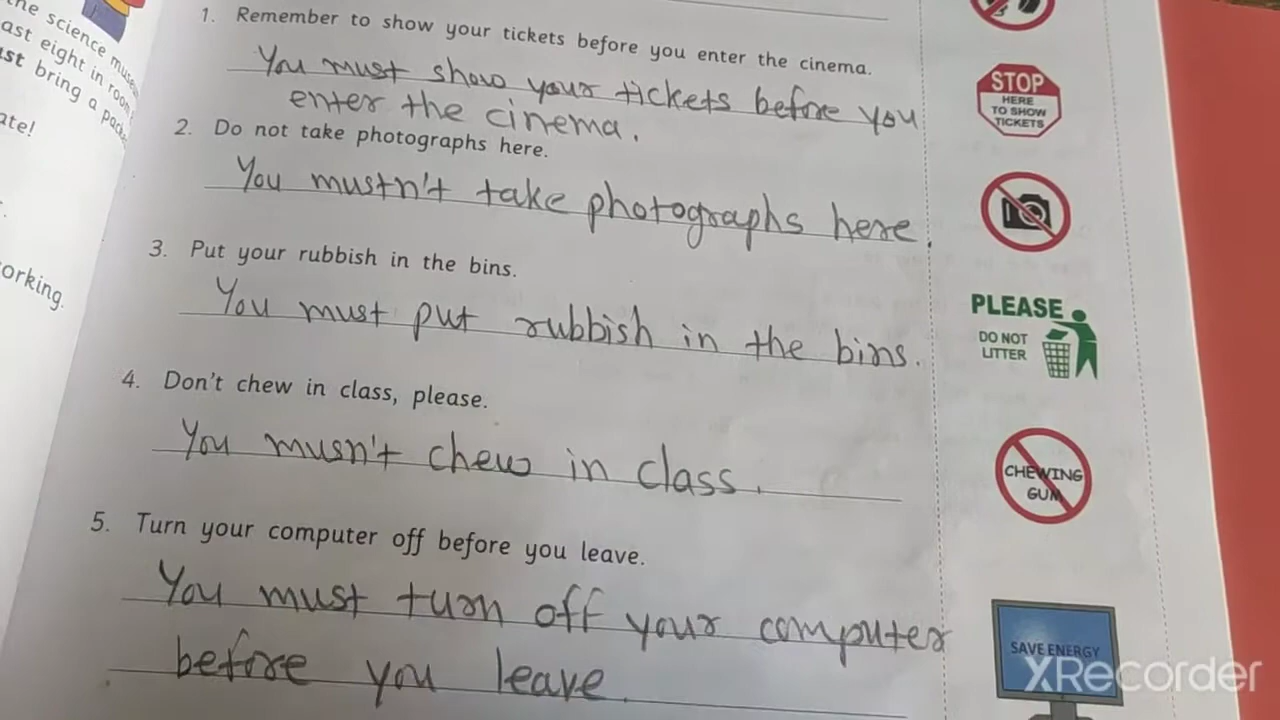 the science muse
ast eight in room
ust bring a pack
ate!
orking.
1. Remember to show your tickets before you enter the cinema.
You must show your tickets before you
enter the cinema.
STOP
HERE
TO SHOW
TICKETS
2. Do not take photographs here.
You mustn't take photographs here.
3. Put your rubbish in the bins.
You must put rubbish in the bins.
PLEASE
DO NOT
LITTER
4. Don't chew in class, please.
You musn't chew in class.
CHEWING
GUM
5. Turn your computer off before you leave.
You must turn off your computer
before you leave.
SAVE ENERGY
XRecorder